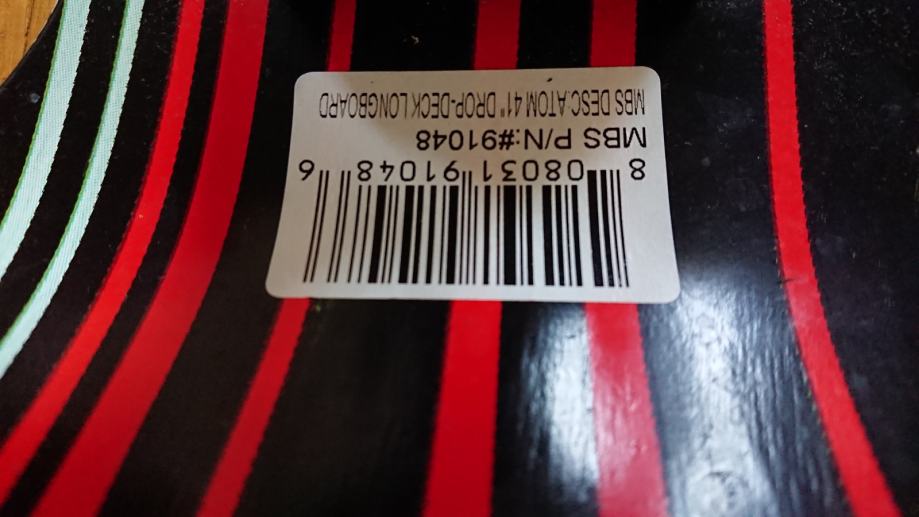 8 08031 91048 6
MBS P/N:#91048
MBS DESC.ATOM 41" DROP-DECK LONGBOARD